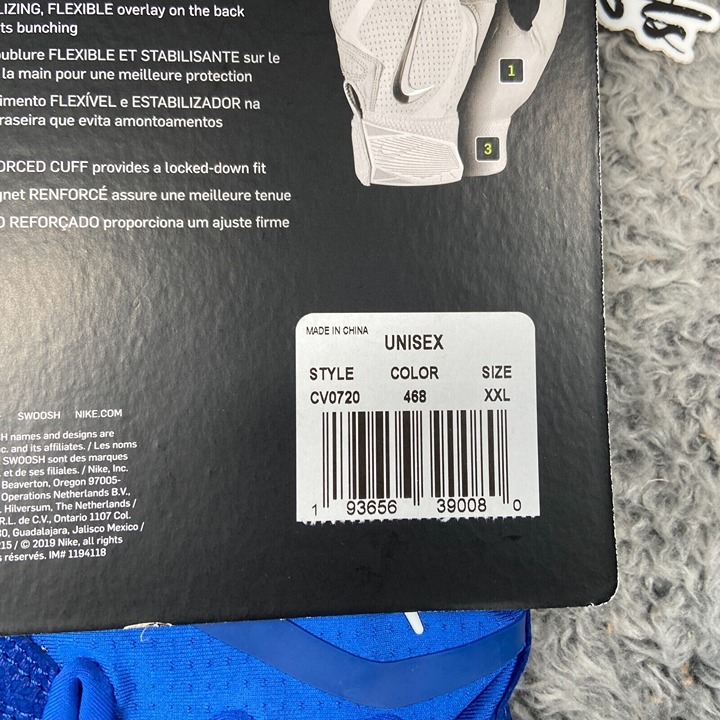 LIZING, FLEXIBLE overlay on the back
ts bunching
oublure FLEXIBLE ET STABILISANTE sur le
la main pour une meilleure protection
imento FLEXÍVEL e ESTABILIZADOR na
raseira que evita amontoamentos
ORCED CUFF provides a locked-down fit
gnet RENFORCÉ assure une meilleure tenue
O REFORÇADO proporciona um ajuste firme
1
3
MADE IN CHINA
UNISEX
STYLE COLOR SIZE
CV0720 468 XXL
1 93656 39008 0
SWOOSH NIKE.COM
SH names and designs are
nc. and its affiliates. / Les noms
SWOOSH sont des marques
et de ses filiales. / Nike, Inc.
Beaverton, Oregon 97005-
Operations Netherlands B.V.,
, Hilversum, The Netherlands /
R.L. de C.V., Ontario 1107 Col.
30, Guadalajara, Jalisco Mexico /
215 / © 2019 Nike, all rights
s réservés. IM# 1194118